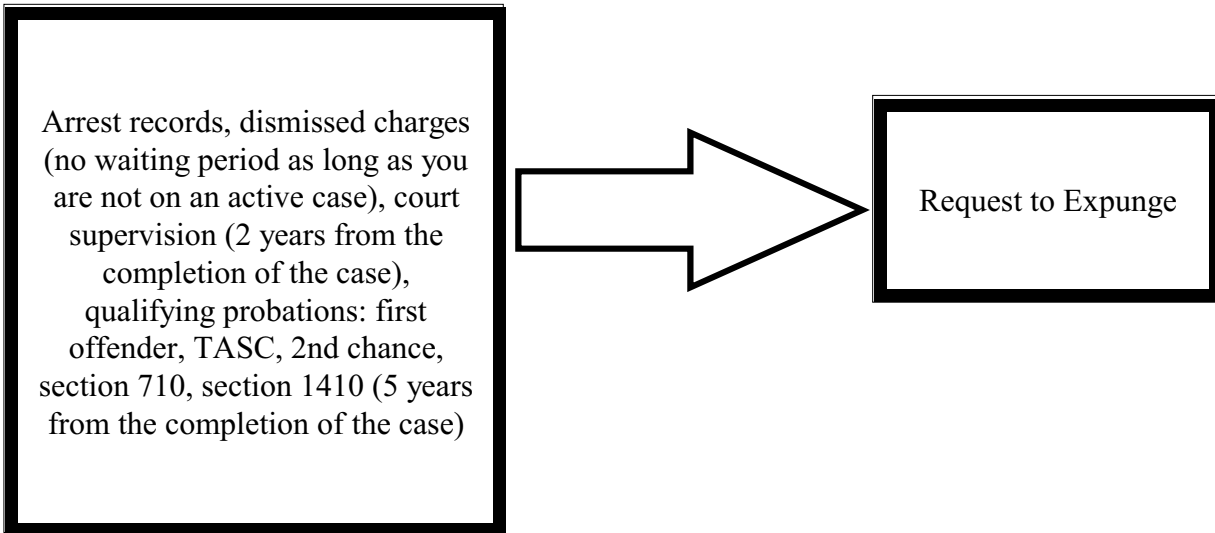 Arrest records, dismissed charges
(no waiting period as long as you
are not on an active case), court
supervision (2 years from the
completion of the case),
qualifying probations: first
offender, TASC, 2nd chance,
section 710, section 1410 (5 years
from the completion of the case)
Request to Expunge